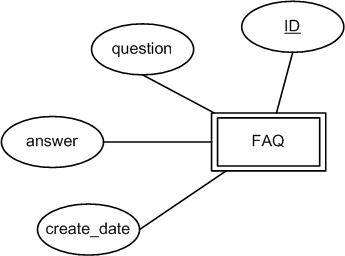 ID
question
answer
FAQ
create_date